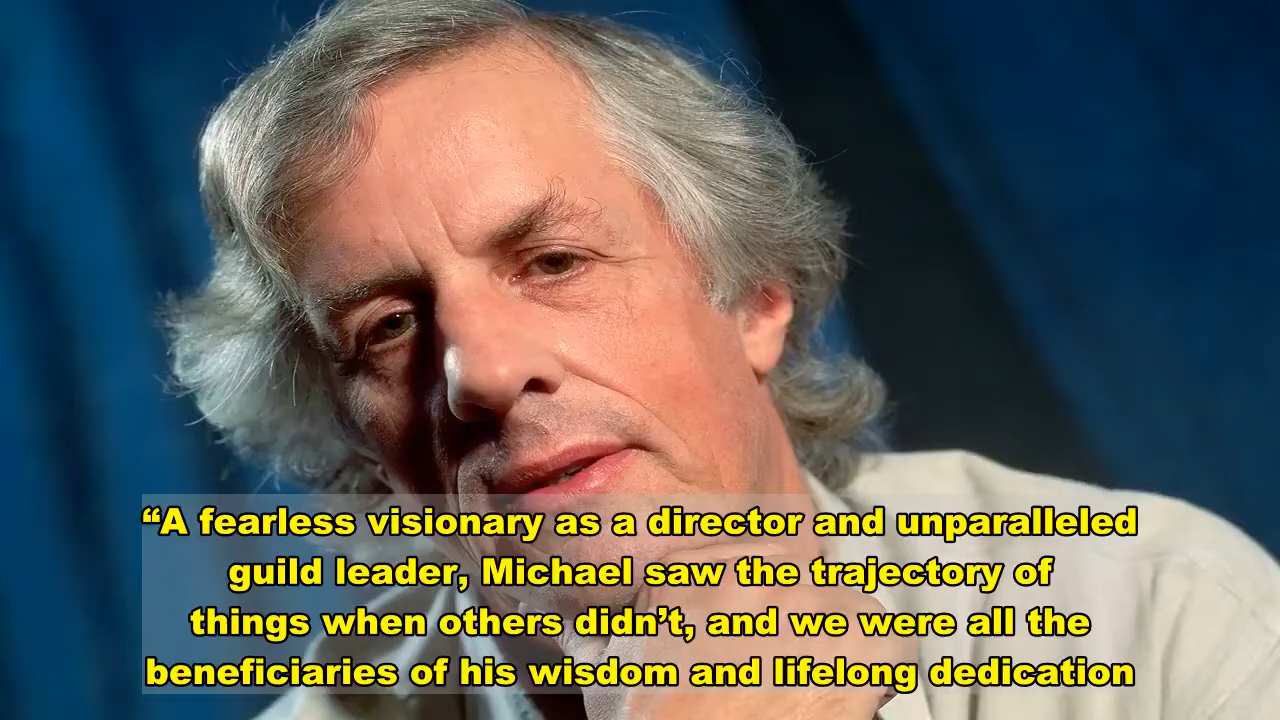 “A fearless visionary as a director and unparalleled
guild leader, Michael saw the trajectory of
things when others didn’t, and we were all the
beneficiaries of his wisdom and lifelong dedication